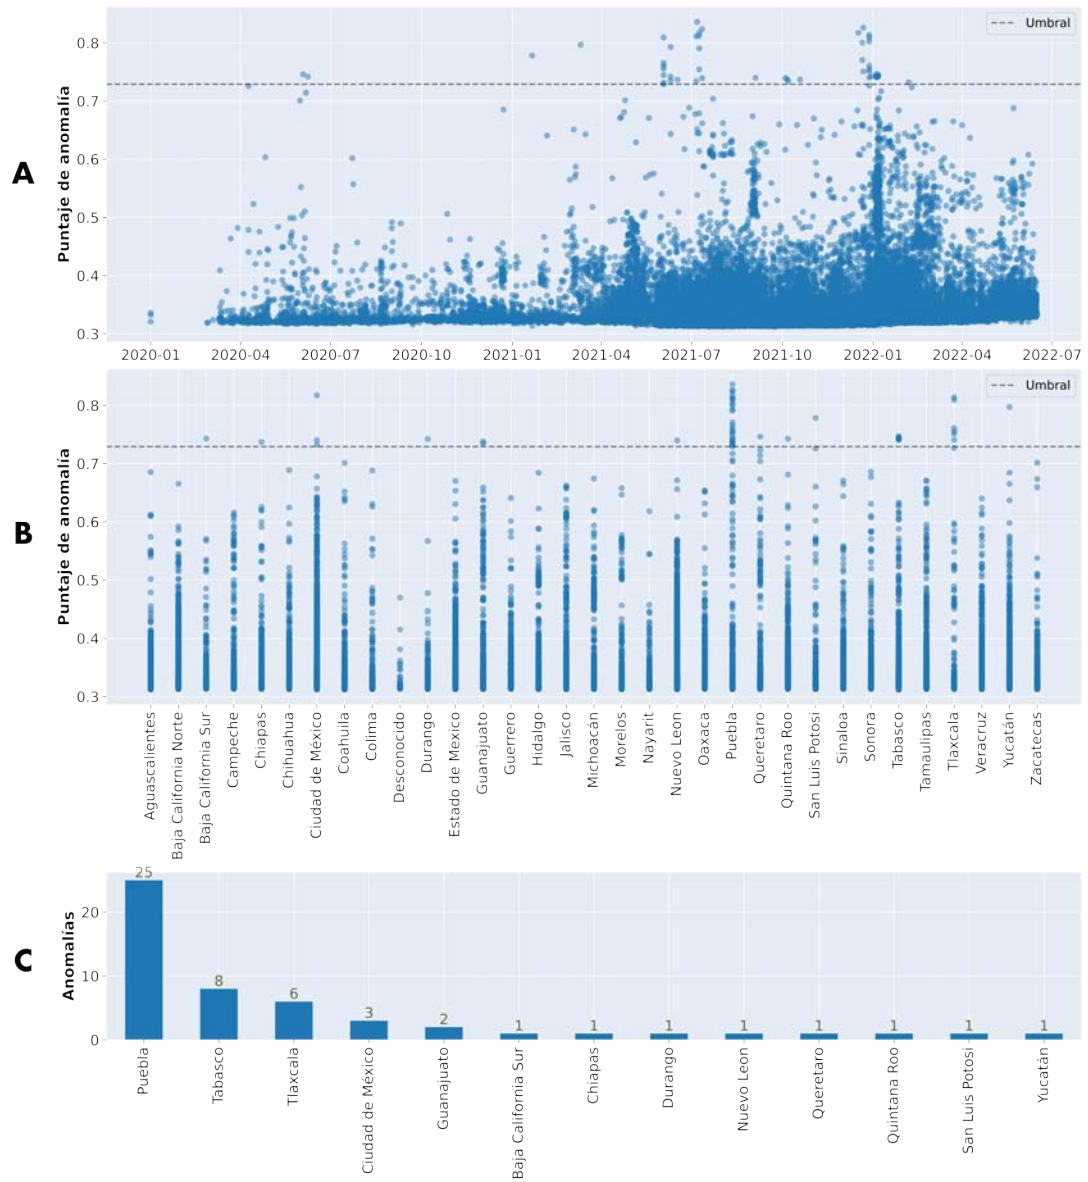 A
Puntaje de anomalía
0.8
0.7
0.6
0.5
0.4
0.3
Umbral
2020-01 2020-04 2020-07 2020-10 2021-01 2021-04 2021-07 2021-10 2022-01 2022-04 2022-07
B
Puntaje de anomalía
0.8
0.7
0.6
0.5
0.4
0.3
Umbral
Aguascalientes
Baja California Norte
Baja California Sur
Campeche
Chiapas
Chihuahua
Ciudad de México
Coahuila
Colima
Desconocido
Durango
Estado de Mexico
Guanajuato
Guerrero
Hidalgo
Jalisco
Michoacán
Morelos
Nayarit
Nuevo Leon
Oaxaca
Puebla
Queretaro
Quintana Roo
San Luis Potosi
Sinaloa
Sonora
Tabasco
Tamaulipas
Tlaxcala
Veracruz
Yucatán
Zacatecas
C
Anomalías
20
10
0
25 8 6 3 2 1 1 1 1 1 1 1 1
Puebla
Tabasco
Tlaxcala
Ciudad de México
Guanajuato
Baja California Sur
Chiapas
Durango
Nuevo Leon
Queretaro
Quintana Roo
San Luis Potosi
Yucatán